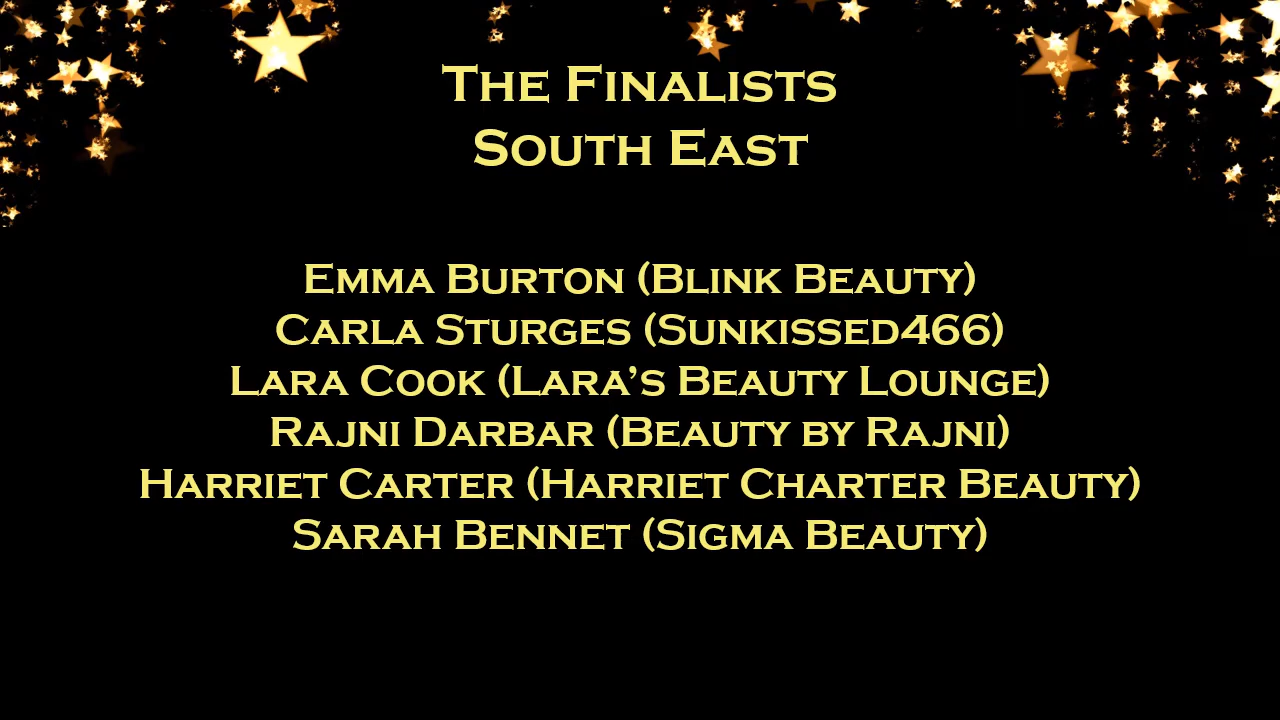 The Finalists
South East
Emma Burton (Blink Beauty)
Carla Sturges (Sunkissed466)
Lara Cook (Lara’s Beauty Lounge)
Rajni Darbar (Beauty by Rajni)
Harriet Carter (Harriet Charter Beauty)
Sarah Bennet (Sigma Beauty)